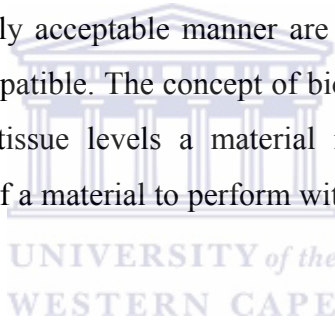 ly acceptable manner are
patible. The concept of bio
tissue levels a material
f a material to perform wit
UNIVERSITY of the
WESTERN CAPE